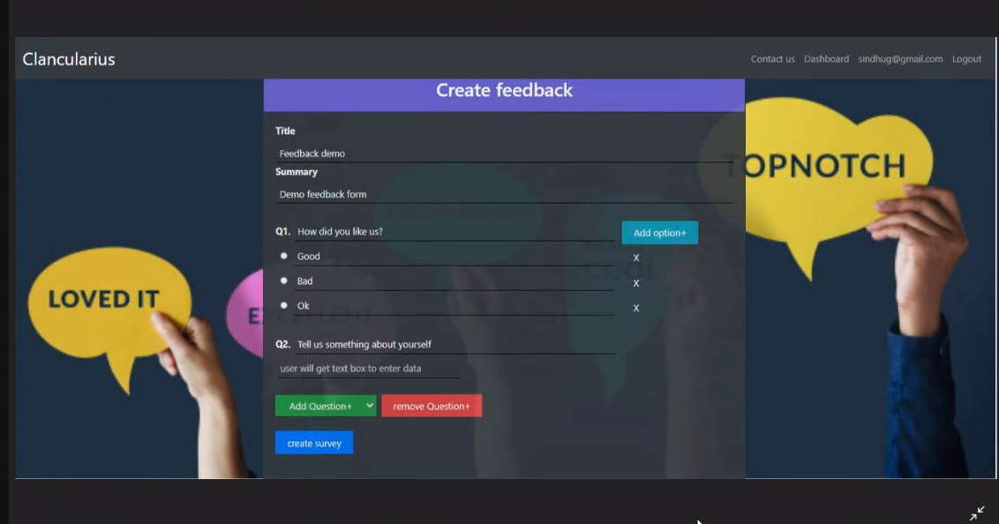 Clancularius
Contact us Dashboard sindhug@gmail.com Logout
Create feedback
Title
Feedback demo
Summary
Demo feedback form
Q1. How did you like us?
Add option+
Good X
Bad X
Ok X
Q2. Tell us something about yourself
user will get text box to enter data
Add Question+ remove Question+
create survey
LOVED IT
EXCELLENT
RECOMMENDED
COOL
TOPNOTCH